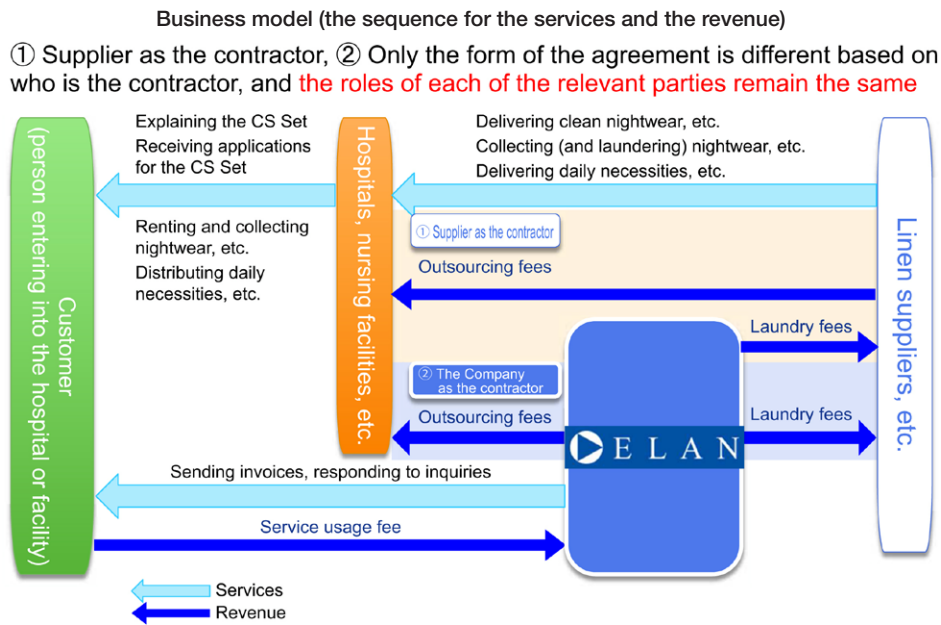 Business model (the sequence for the services and the revenue)
① Supplier as the contractor, ② Only the form of the agreement is different based on
who is the contractor, and the roles of each of the relevant parties remain the same
Customer
(person entering into the hospital or facility)
Explaining the CS Set
Receiving applications
for the CS Set
Renting and collecting
nightwear, etc.
Distributing daily
necessities, etc.
Hospitals, nursing facilities, etc.
Delivering clean nightwear, etc.
Collecting (and laundering) nightwear, etc.
Delivering daily necessities, etc.
① Supplier as the contractor
Outsourcing fees
Laundry fees
② The Company
as the contractor
Outsourcing fees
Laundry fees
ELAN
Linen suppliers, etc.
Sending invoices, responding to inquiries
Service usage fee
Services
Revenue